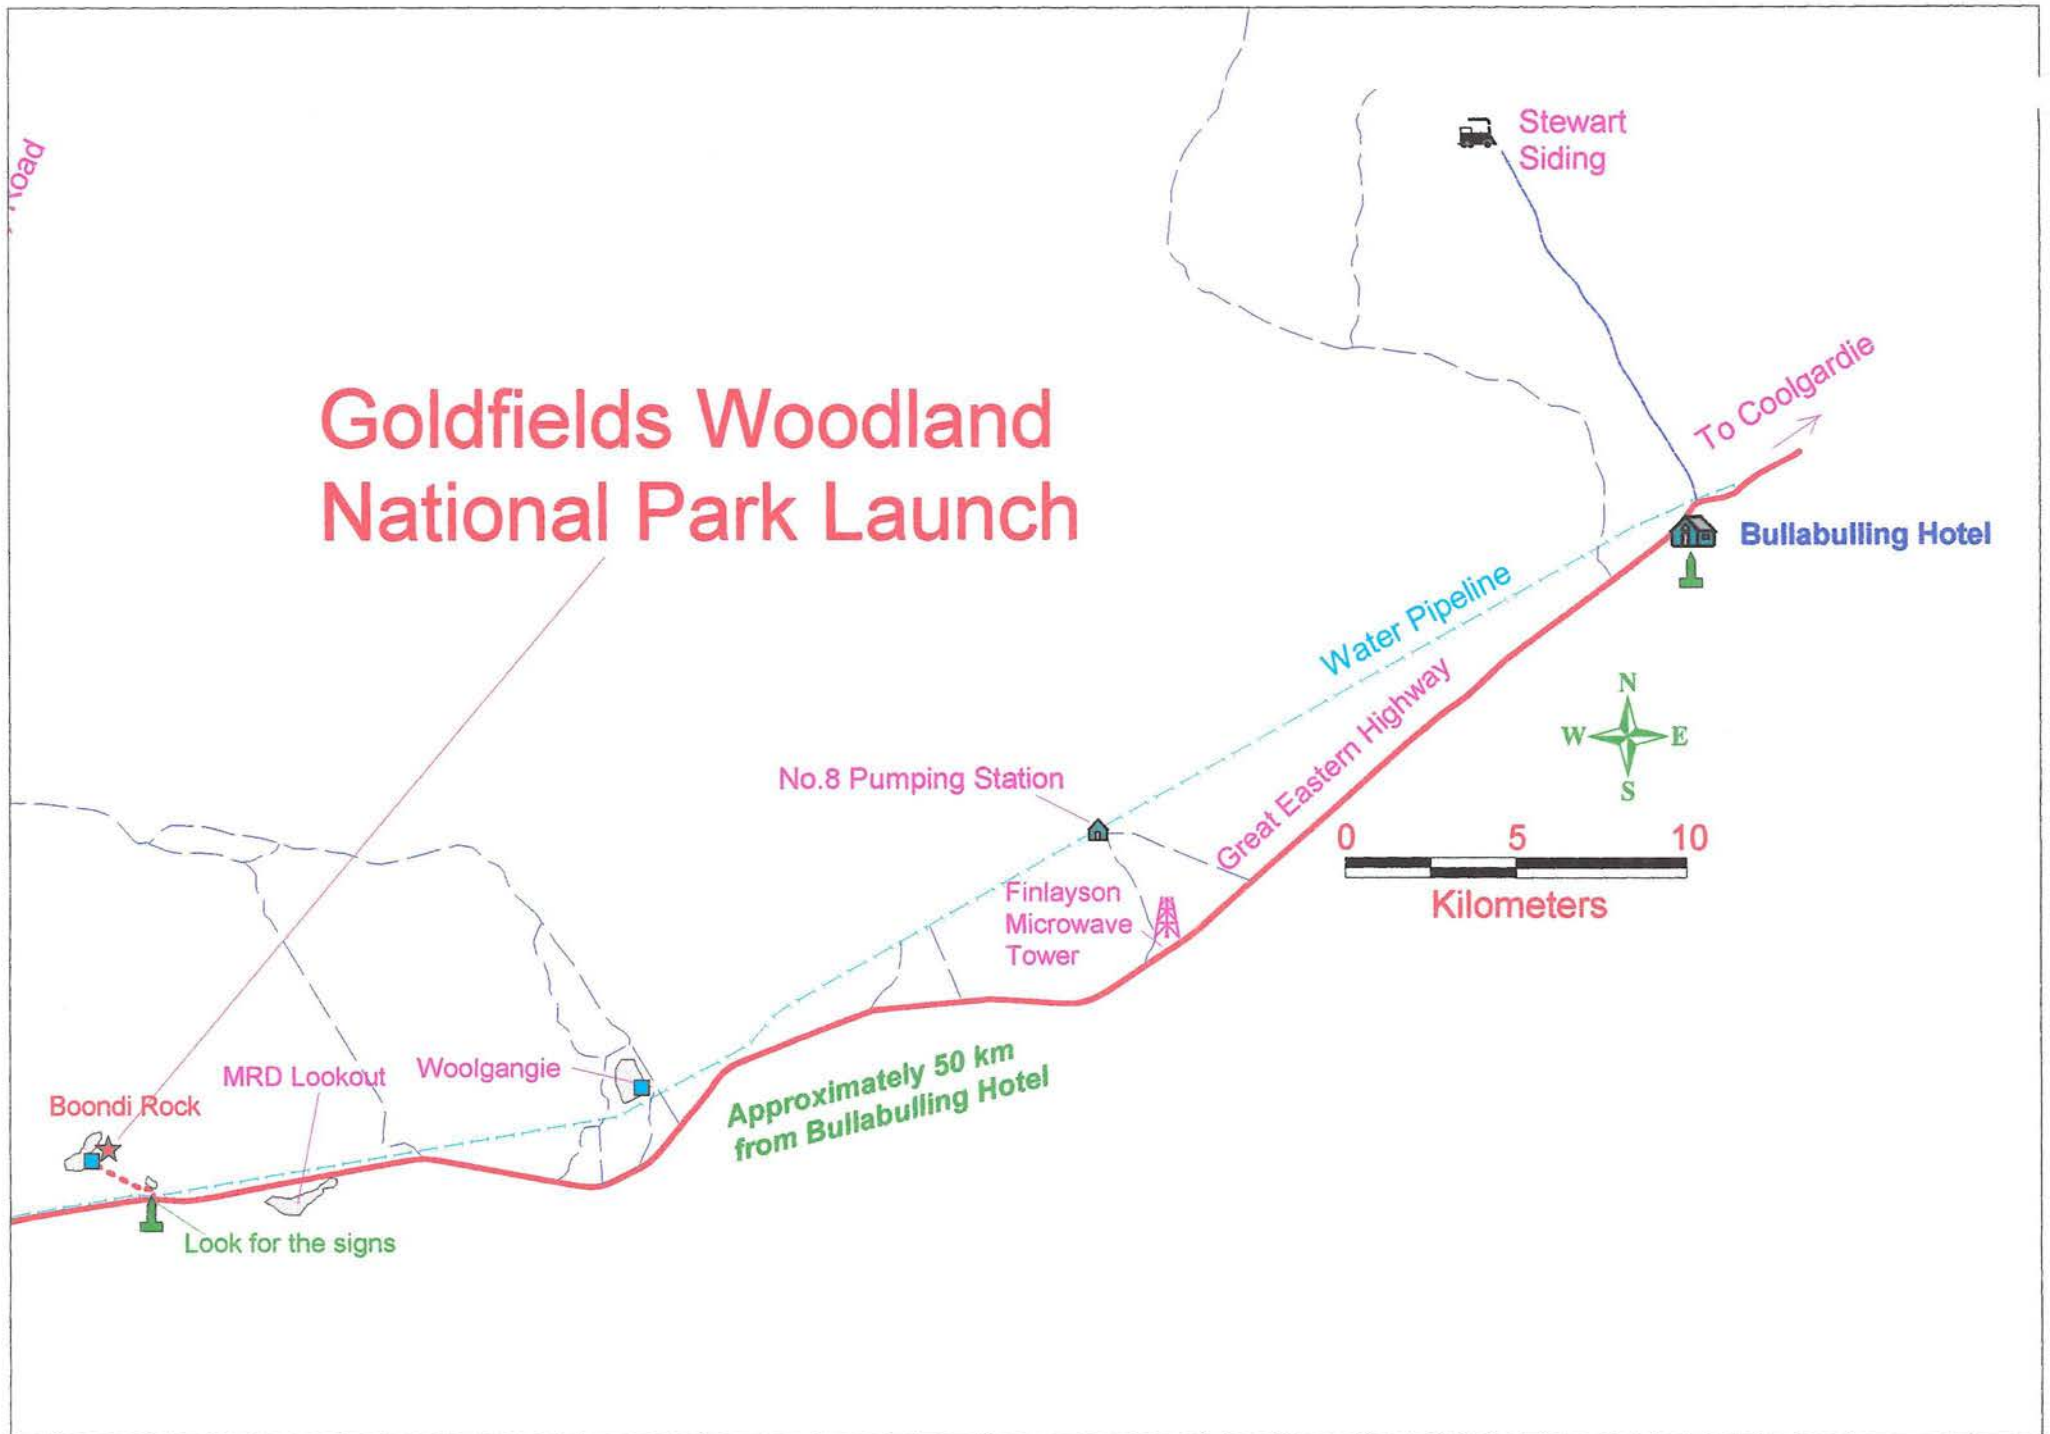 Road
Stewart
Siding
To Coolgardie
Goldfields Woodland
National Park Launch
Bullabulling Hotel
Water Pipeline
Great Eastern Highway
N
W
E
S
No.8 Pumping Station
0 5 10
Kilometers
Finlayson
Microwave
Tower
Approximately 50 km
from Bullabulling Hotel
Woolgangie
MRD Lookout
Boondi Rock
Look for the signs